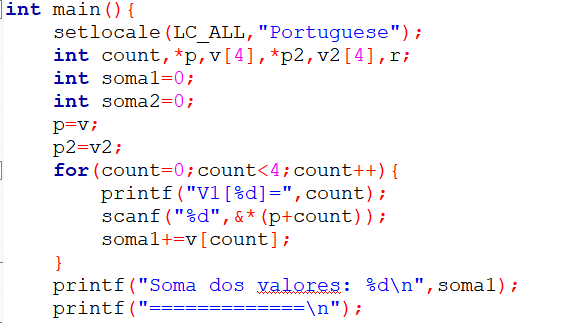 int main(){
setlocale(LC_ALL,"Portuguese");
int count,*p,v[4],*p2,v2[4],r;
int soma1=0;
int soma2=0;
p=v;
p2=v2;
for(count=0;count<4;count++){
printf("V1[%d]=",count);
scanf("%d",&*(p+count));
soma1+=v[count];
}
printf("Soma dos valores: %d\n",soma1);
printf("=============\n");